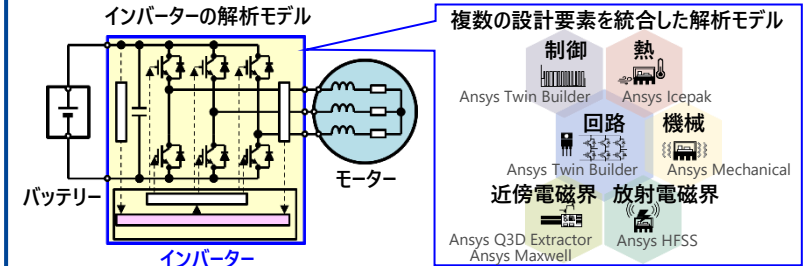 インバーターの解析モデル
バッテリー
モーター
インバーター
複数の設計要素を統合した解析モデル
制御
Ansys Twin Builder
熱
Ansys Icepak
回路
Ansys Twin Builder
機械
Ansys Mechanical
近傍電磁界
Ansys Q3D Extractor
Ansys Maxwell
放射電磁界
Ansys HFSS